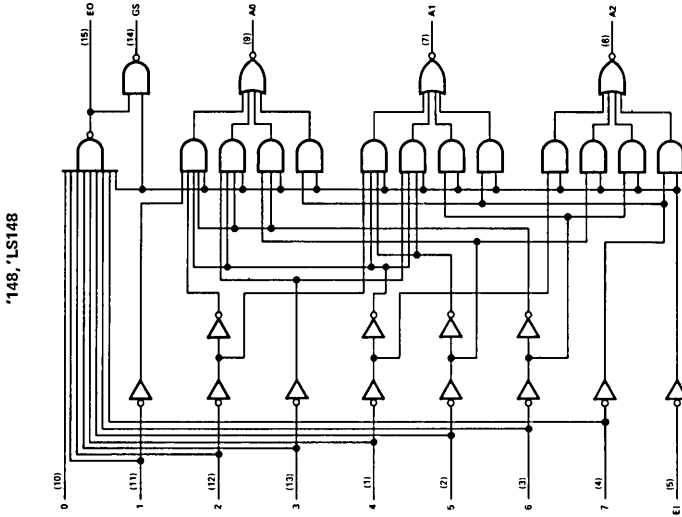 '148, 'LS148
(15) EO
(14) GS
(9) A0
(7) A1
(6) A2
0 (10)
1 (11)
2 (12)
3 (13)
4 (1)
5 (2)
6 (3)
7 (4)
EI (5)